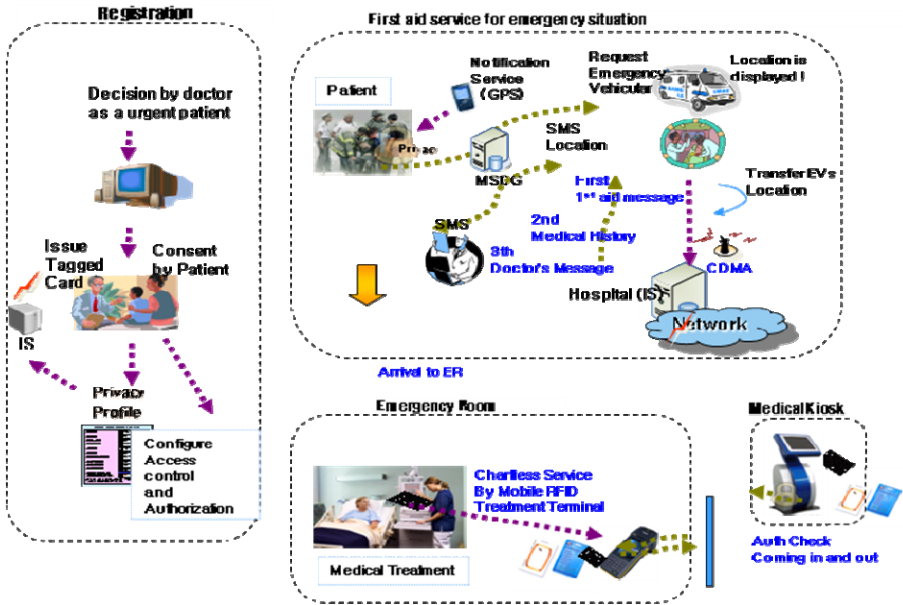 Registration
Decision by doctor
as a urgent patient
Issue
Tagged
Card
Consent
by Patient
IS
Privacy
Profile
Configure
Access
control
and
Authorization
First aid service for emergency situation
Patient
Privac
Notification
Service
(GPS)
Request
Emergency
Vehicular
Location is
displayed !
MSDG
SMS
Location
First
1st aid message
Transfer EVs
Location
SMS
2nd
Medical History
3th
Doctor's Message
CDMA
Hospital (IS)
Network
Arrival to ER
Emergency Room
Chartless Service
By Mobile RFID
Treatment Terminal
Medical Treatment
Medical Kiosk
Auth Check
Coming in and out